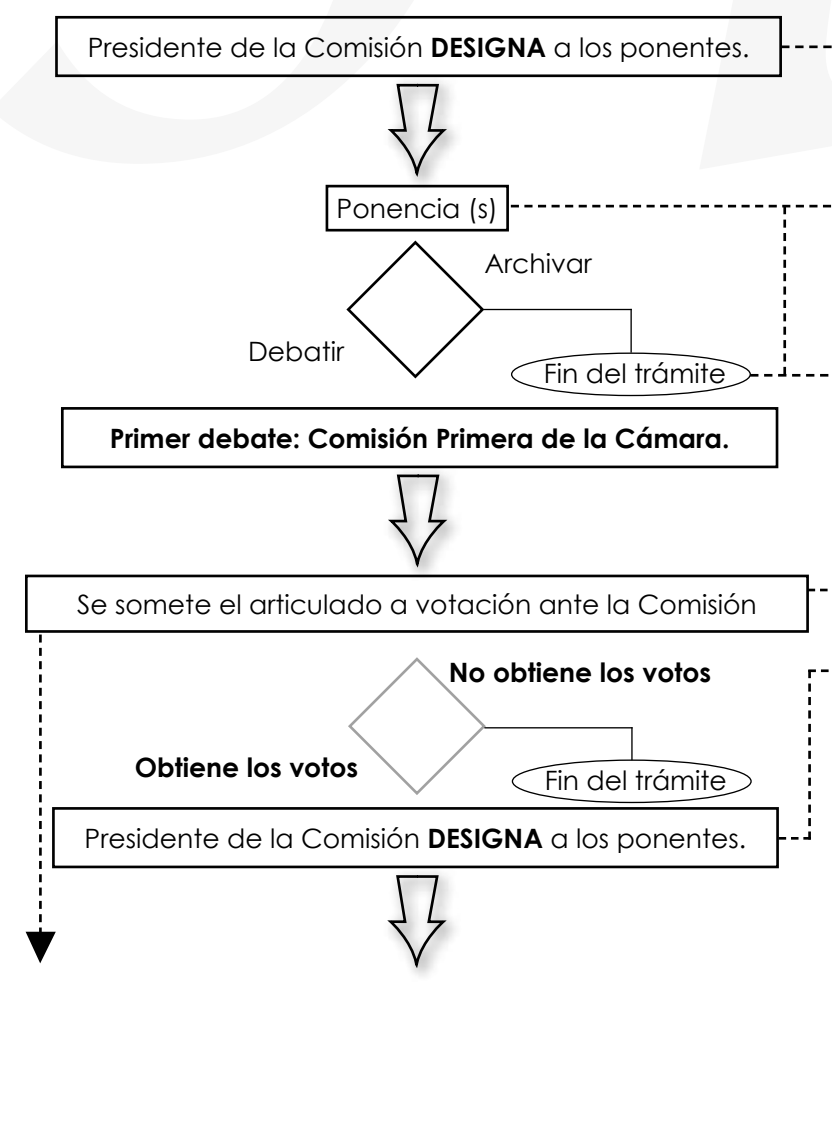 Presidente de la Comisión DESIGNA a los ponentes.
Ponencia (s)
Archivar
Debatir
Fin del trámite
Primer debate: Comisión Primera de la Cámara.
Se somete el articulado a votación ante la Comisión
No obtiene los votos
Obtiene los votos
Fin del trámite
Presidente de la Comisión DESIGNA a los ponentes.